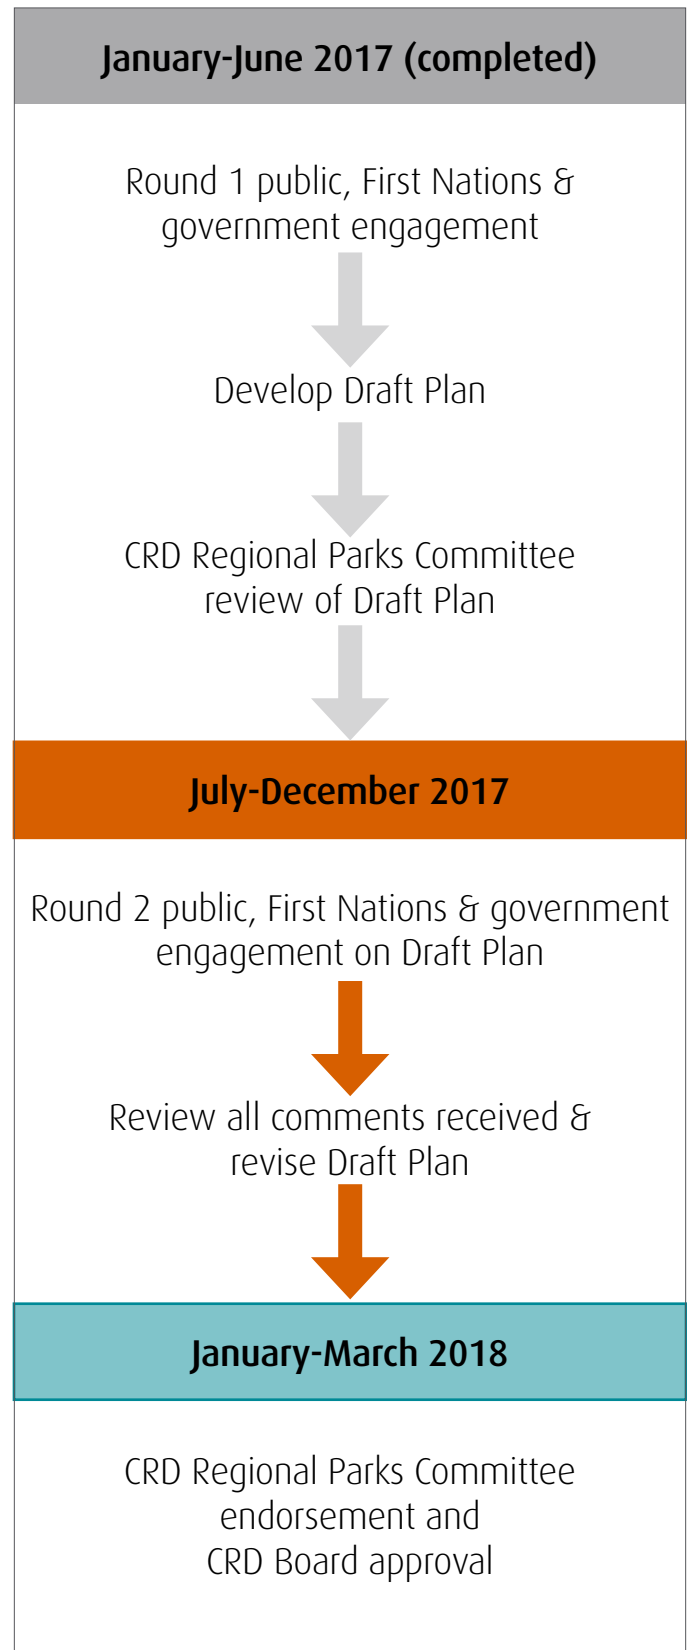 January-June 2017 (completed)
Round 1 public, First Nations &
government engagement
Develop Draft Plan
CRD Regional Parks Committee
review of Draft Plan
July-December 2017
Round 2 public, First Nations & government
engagement on Draft Plan
Review all comments received &
revise Draft Plan
January-March 2018
CRD Regional Parks Committee
endorsement and
CRD Board approval